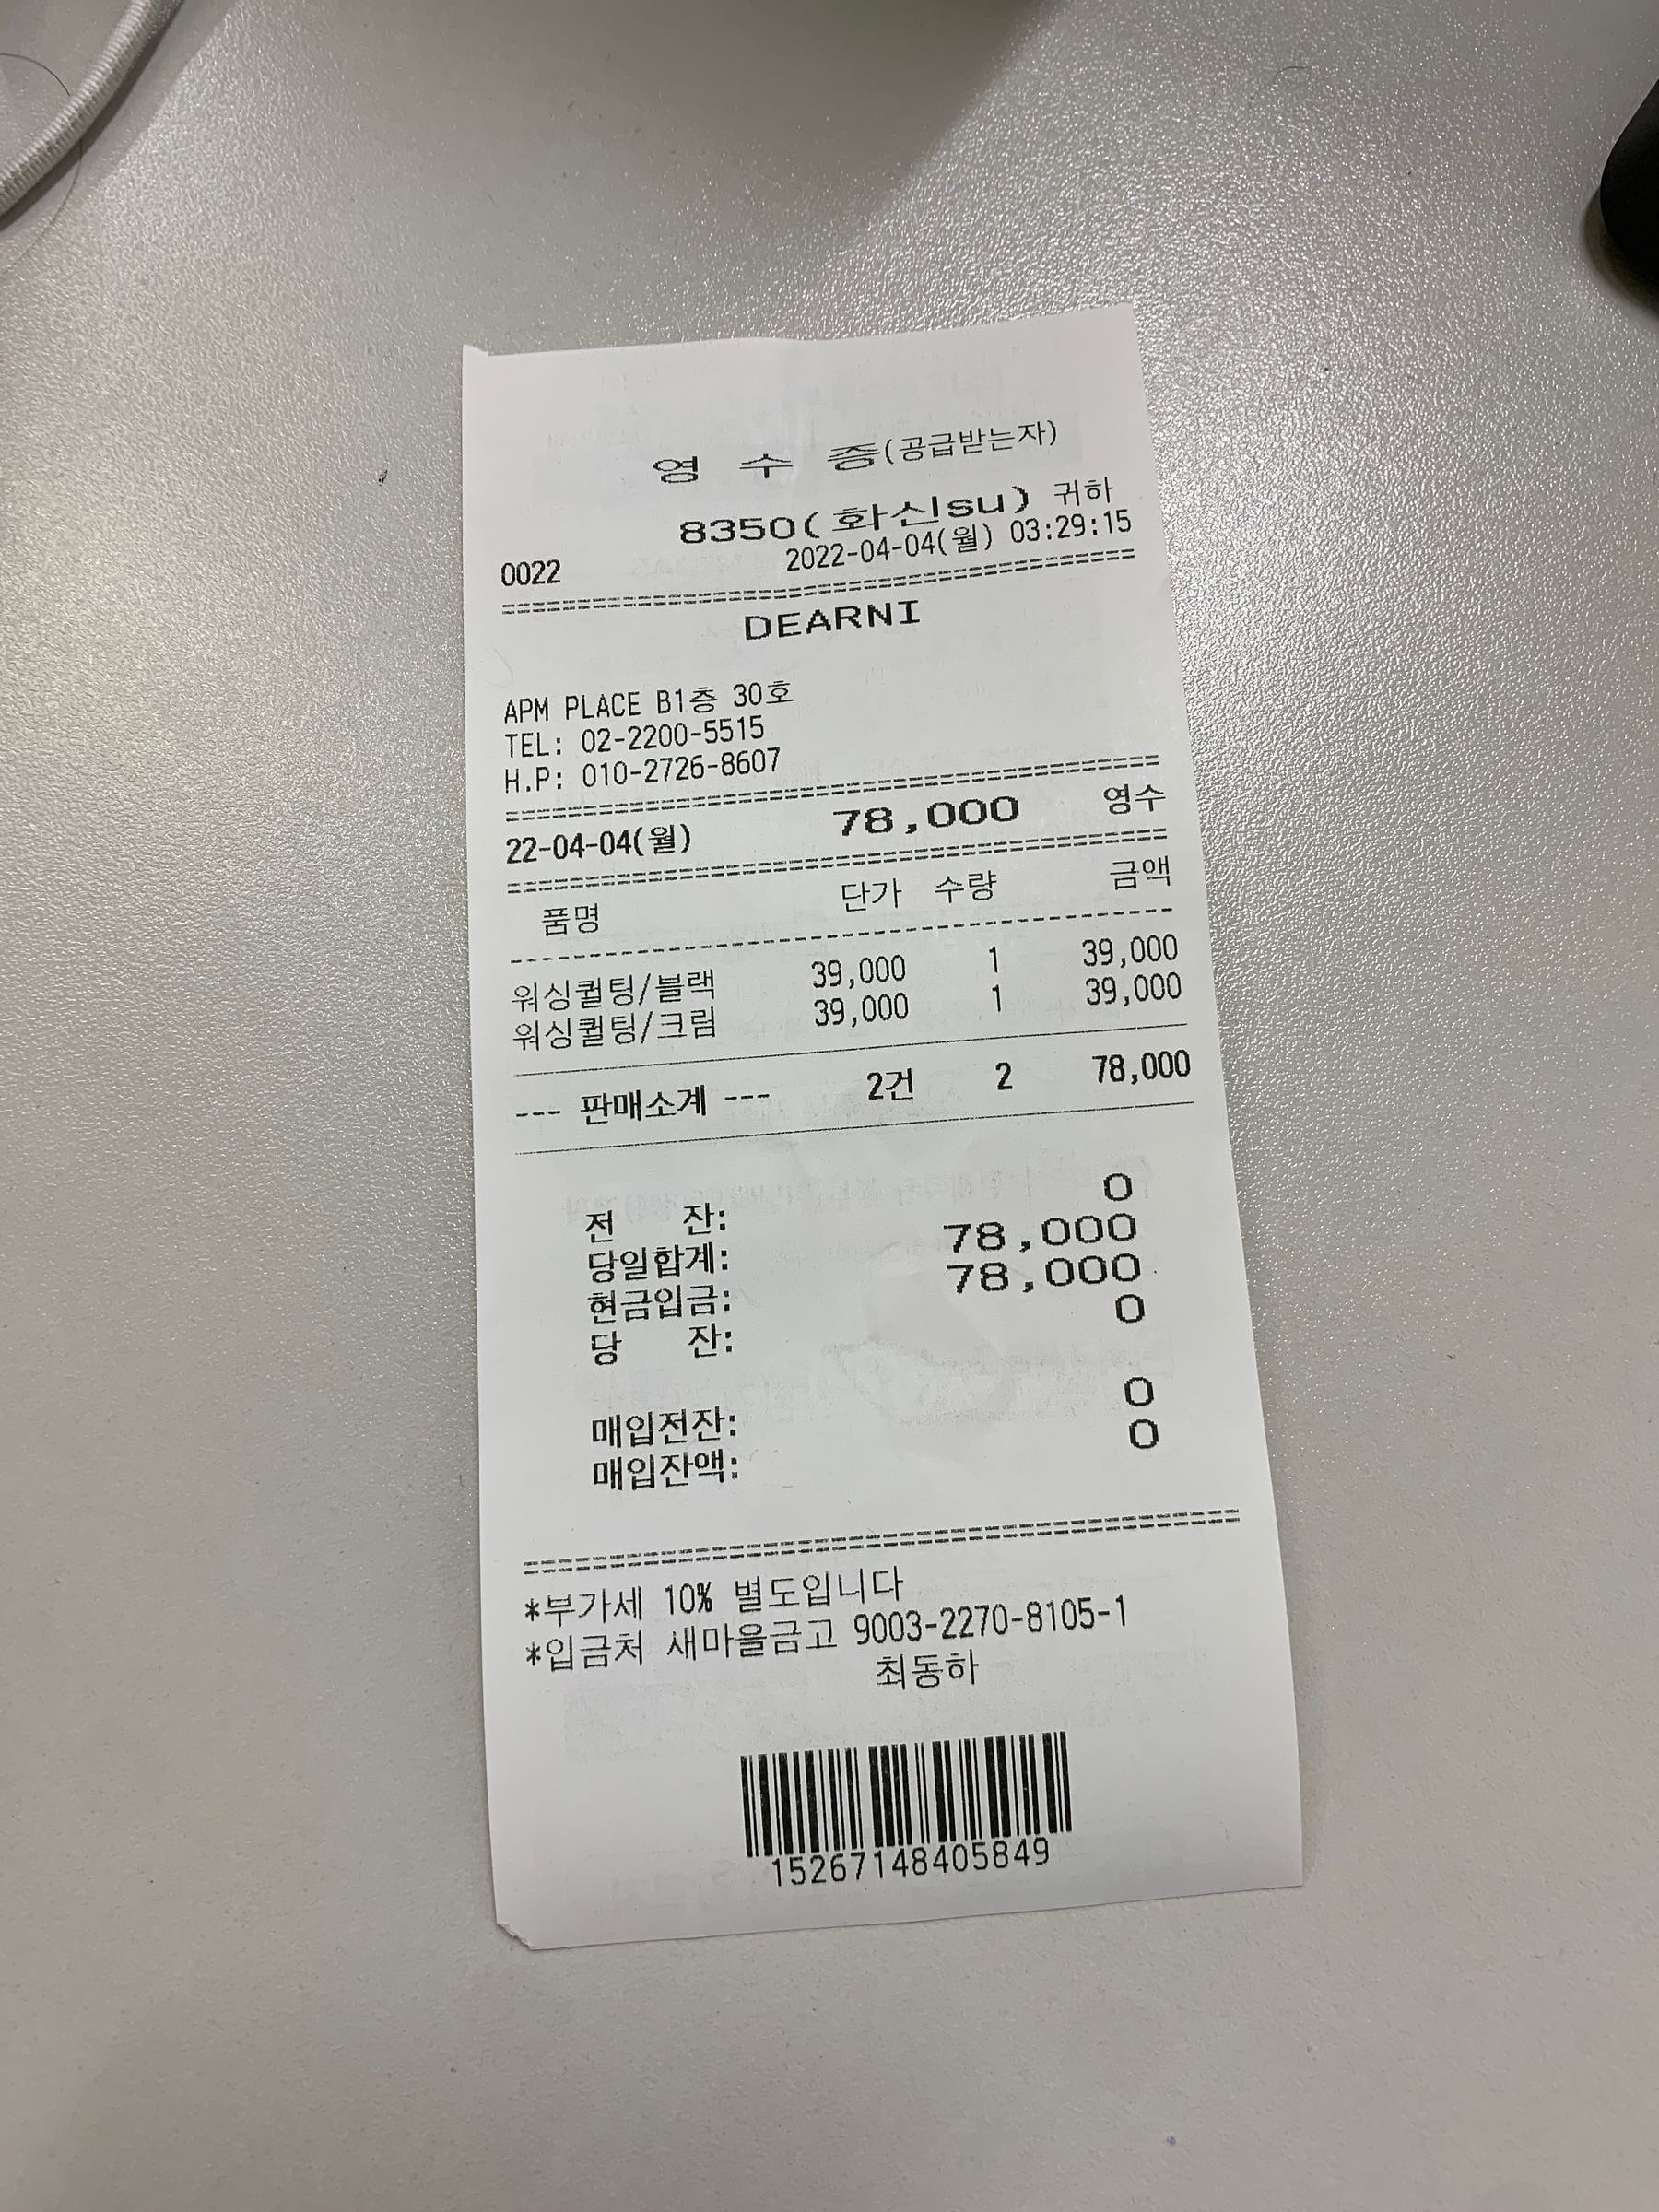 영 수 증(공급받는자)
8350(화신su) 귀하
0022 2022-04-04(월) 03:29:15
==========================================
DEARNI
APM PLACE B1층 30호
TEL: 02-2200-5515
H.P: 010-2726-8607
==========================================
22-04-04(월) 78,000 영수
==========================================
품명 단가 수량 금액
------------------------------------------
워싱퀼팅/블랙 39,000 1 39,000
워싱퀼팅/크림 39,000 1 39,000
--- 판매소계 --- 2건 2 78,000
전 잔: 0
당일합계: 78,000
현금입금: 78,000
당 잔: 0
매입전잔: 0
매입잔액: 0
==========================================
*부가세 10% 별도입니다
*입금처 새마을금고 9003-2270-8105-1
최동하
15267148405849